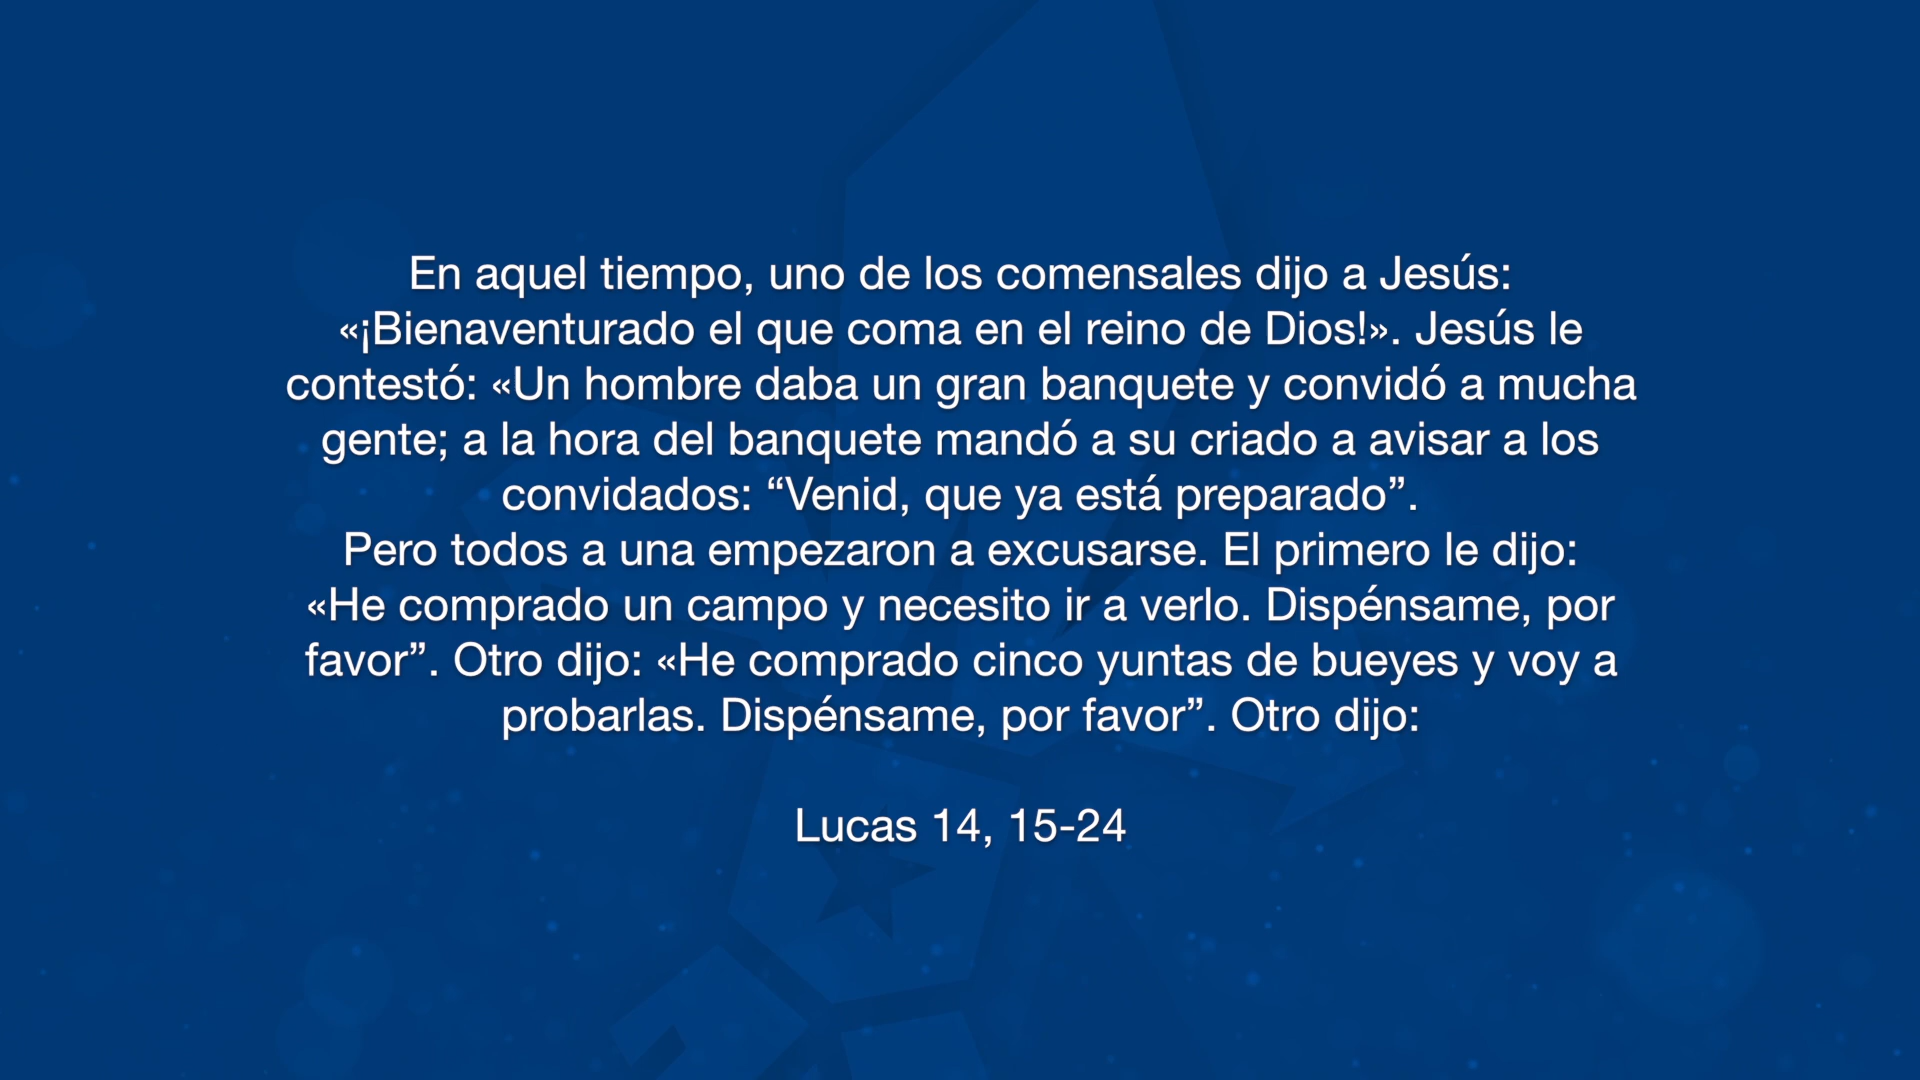 En aquel tiempo, uno de los comensales dijo a Jesús:
«¡Bienaventurado el que coma en el reino de Dios!». Jesús le
contestó: «Un hombre daba un gran banquete y convidó a mucha
gente; a la hora del banquete mandó a su criado a avisar a los
convidados: “Venid, que ya está preparado”.
Pero todos a una empezaron a excusarse. El primero le dijo:
«He comprado un campo y necesito ir a verlo. Dispénsame, por
favor”. Otro dijo: «He comprado cinco yuntas de bueyes y voy a
probarlas. Dispénsame, por favor”. Otro dijo:
Lucas 14, 15-24